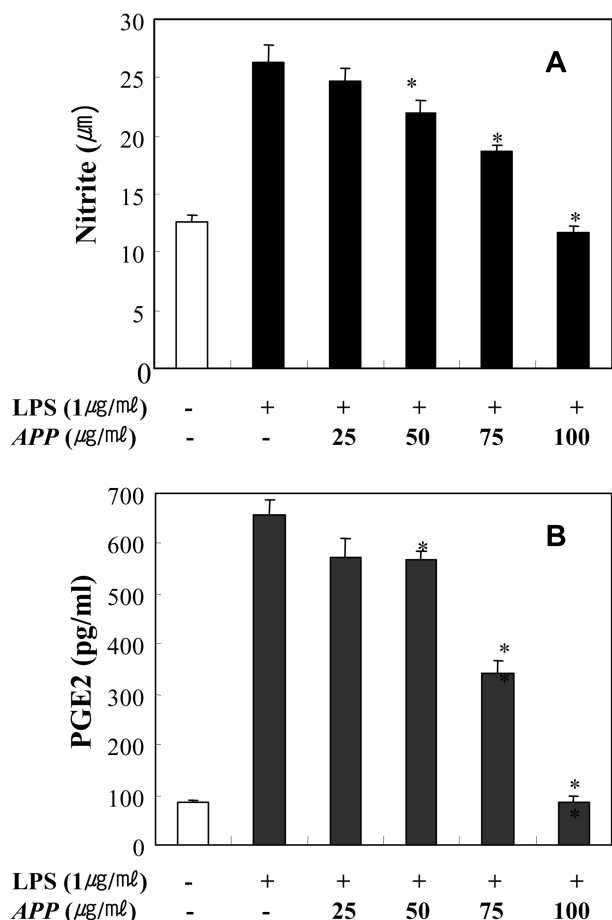 30
A
25
*
20
*
Nitrite (㎛)
15
*
10
5
0
LPS (1㎍/㎖) - + + + + +
APP (㎍/㎖) - - 25 50 75 100
700
B
600
*
500
PGE2 (pg/ml)
400
*
*
300
200
100
*
*
0
LPS (1㎍/㎖) - + + + + +
APP (㎍/㎖) - - 25 50 75 100